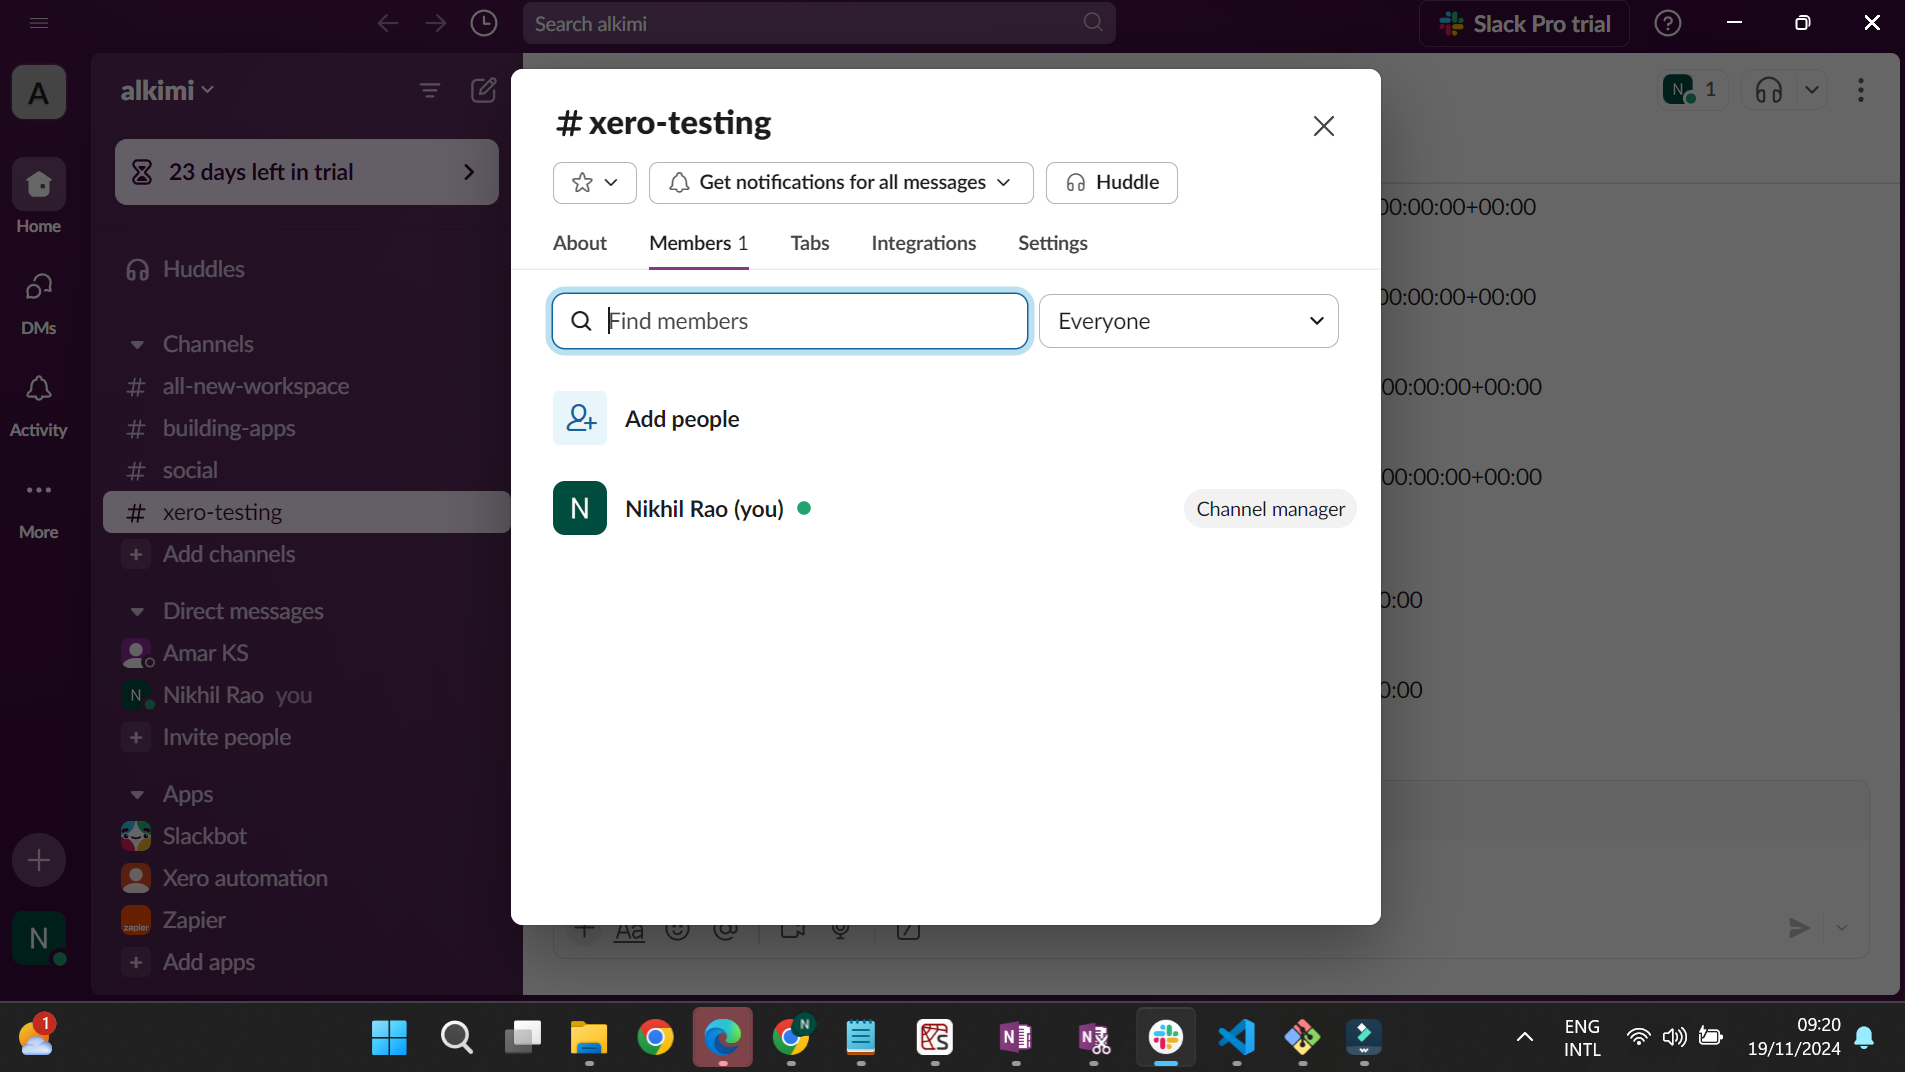 Search alkimi
Slack Pro trial
A
alkimi
23 days left in trial
Home
Huddles
DMs
Channels
all-new-workspace
Activity
building-apps
social
xero-testing
More
Add channels
Direct messages
Amar KS
N
Nikhil Rao you
Invite people
Apps
Slackbot
Xero automation
zapier
Zapier
N
Add apps
# xero-testing
Get notifications for all messages
Huddle
About
Members 1
Tabs
Integrations
Settings
Find members
Everyone
Add people
N
Nikhil Rao (you)
Channel manager
N
1
00:00:00+00:00
00:00:00+00:00
00:00:00+00:00
00:00:00+00:00
0:00
0:00
Aa
1
N
N
N
ENG
INTL
09:20
19/11/2024